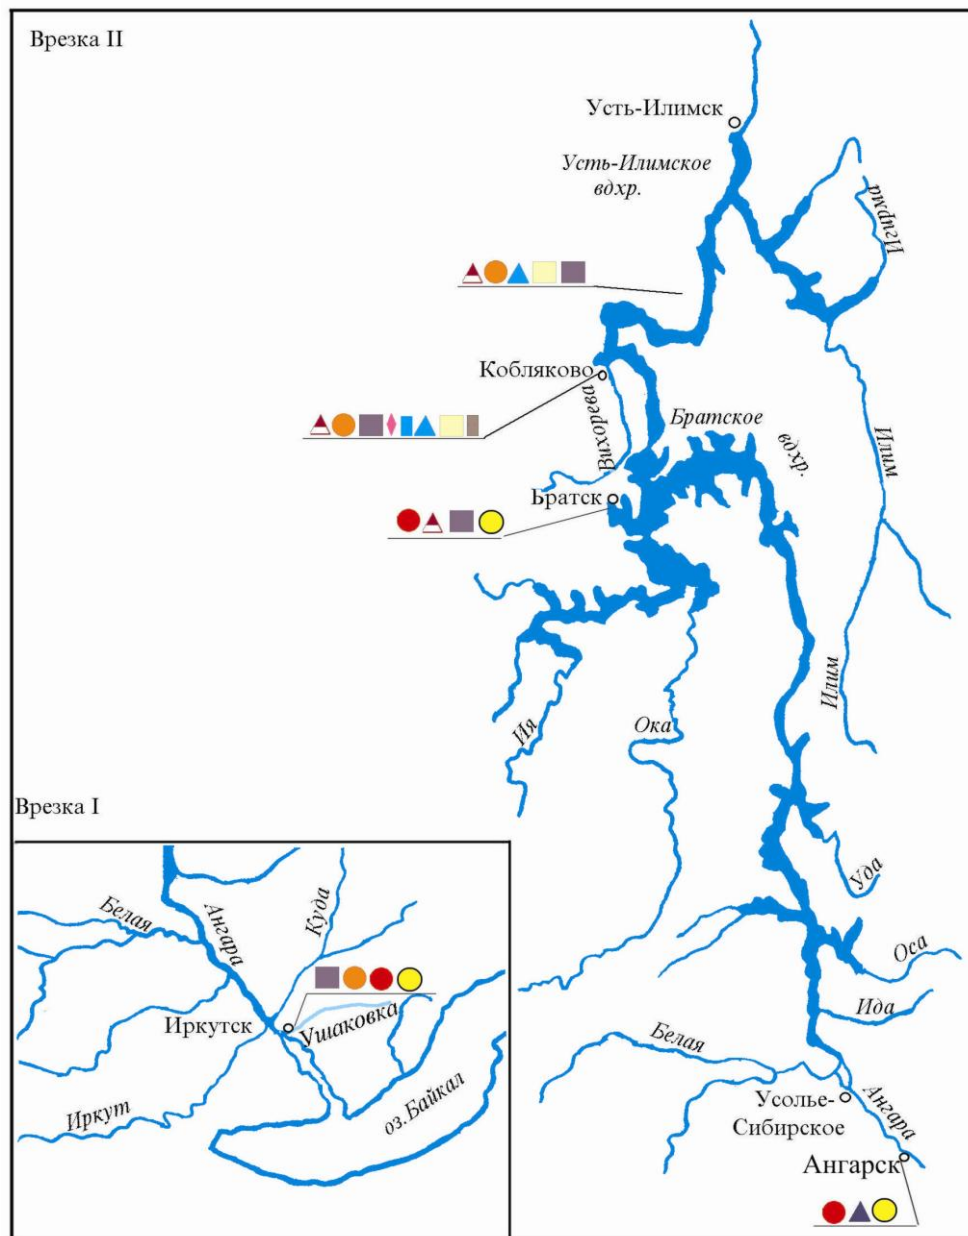 Врезка II
Усть-Илимск
Усть-Илимское
вдхр.
Игирма
Кобляково
Вихорева
Братское
вдхр.
Илим
Братск
Илим
Ия
Ока
Врезка I
Уда
Белая
Ангара
Куда
Оса
Иркутск
Ушаковка
Ида
Белая
Иркут
оз.Байкал
Усолье-
Сибирское
Ангара
Ангарск